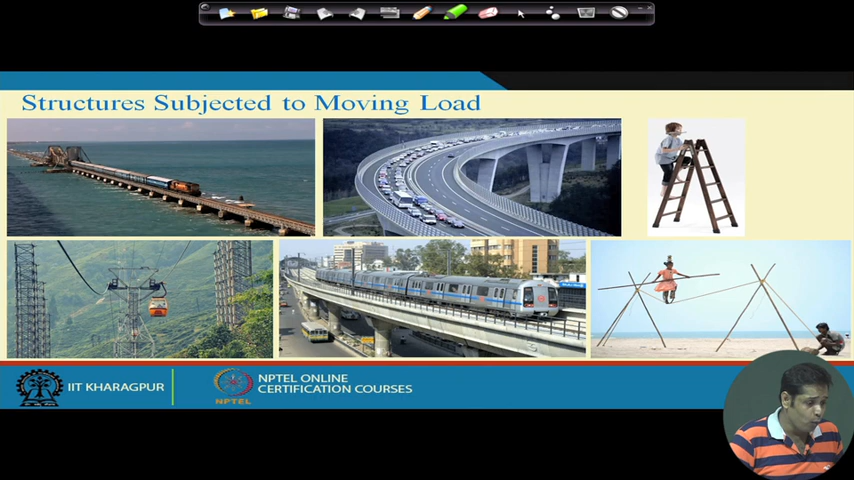 Structures Subjected to Moving Load
IIT KHARAGPUR
NPTEL
NPTEL ONLINE
CERTIFICATION COURSES